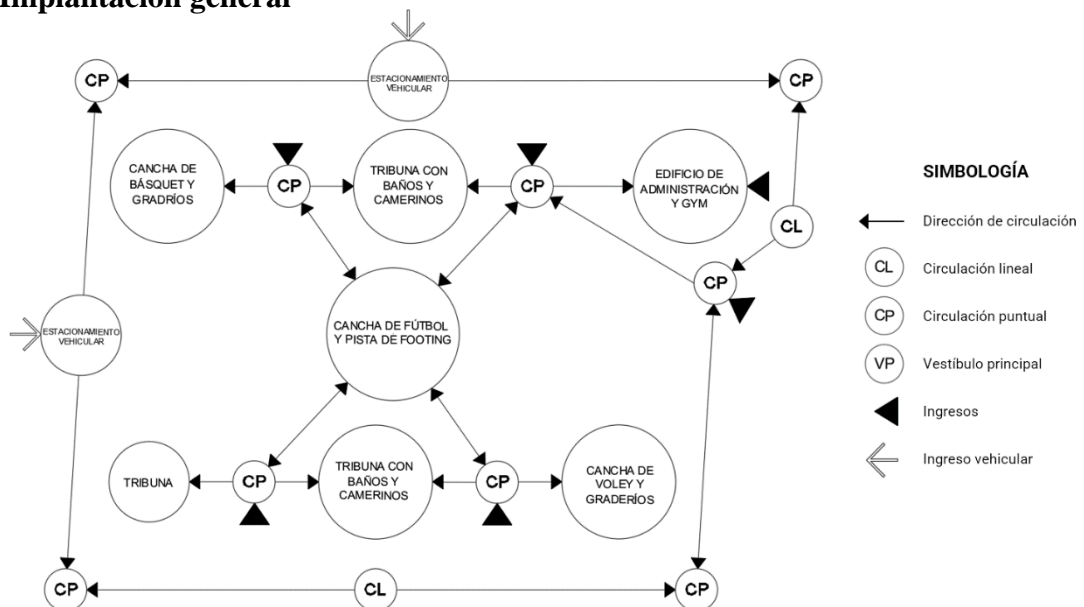 Implantación general
ESTACIONAMIENTO
VEHICULAR
CP
CP
CANCHA DE
BÁSQUET Y
GRADRÍOS
CP
TRIBUNA CON
BAÑOS Y
CAMERINOS
CP
EDIFICIO DE
ADMINISTRACIÓN
Y GYM
CL
CP
ESTACIONAMIENTO
VEHICULAR
CANCHA DE FÚTBOL
Y PISTA DE FOOTING
TRIBUNA
CP
TRIBUNA CON
BAÑOS Y
CAMERINOS
CP
CANCHA DE
VOLEY Y
GRADERÍOS
CP
CL
CP
SIMBOLOGÍA
Dirección de circulación
CL Circulación lineal
CP Circulación puntual
VP Vestíbulo principal
Ingresos
Ingreso vehicular